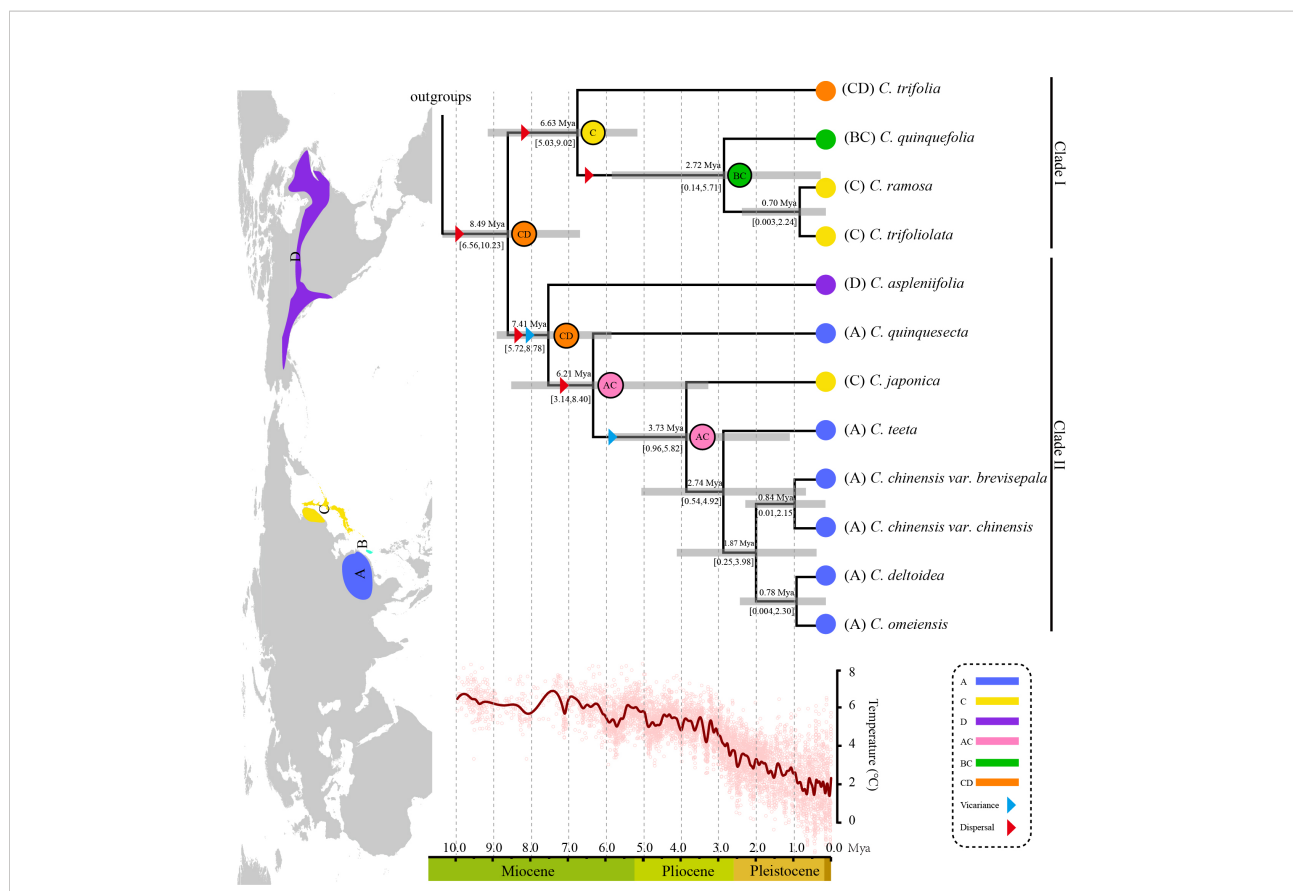 outgroups
(CD) C. trifolia
6.63 Mya
C
[5.03,9.02]
(BC) C. quinquefolia
Clade I
2.72 Mya
BC
[0.14,5.71]
(C) C. ramosa
0.70 Mya
[0.003,2.24]
8.49 Mya
CD
[6.56,10.23]
(C) C. trifoliolata
D
(D) C. aspleniifolia
7.41 Mya
CD
[5.72,8.78]
(A) C. quinquesecta
6.21 Mya
AC
[3.14,8.40]
(C) C. japonica
3.73 Mya
AC
[0.96,5.82]
(A) C. teeta
Clade II
2.74 Mya
[0.54,4.92]
(A) C. chinensis var. brevisepala
0.84 Mya
0.01,2.15
C
(A) C. chinensis var. chinensis
1.87 Mya
[0.25,3.98]
B
A
(A) C. deltoidea
0.78 Mya
[0.004,2.30]
(A) C. omeiensis
8
6
4
2
0
Temperature (°C)
A
C
D
AC
BC
CD
Vicariance
Dispersal
10.0 9.0 8.0 7.0 6.0 5.0 4.0 3.0 2.0 1.0 0.0 Mya
Miocene Pliocene Pleistocene